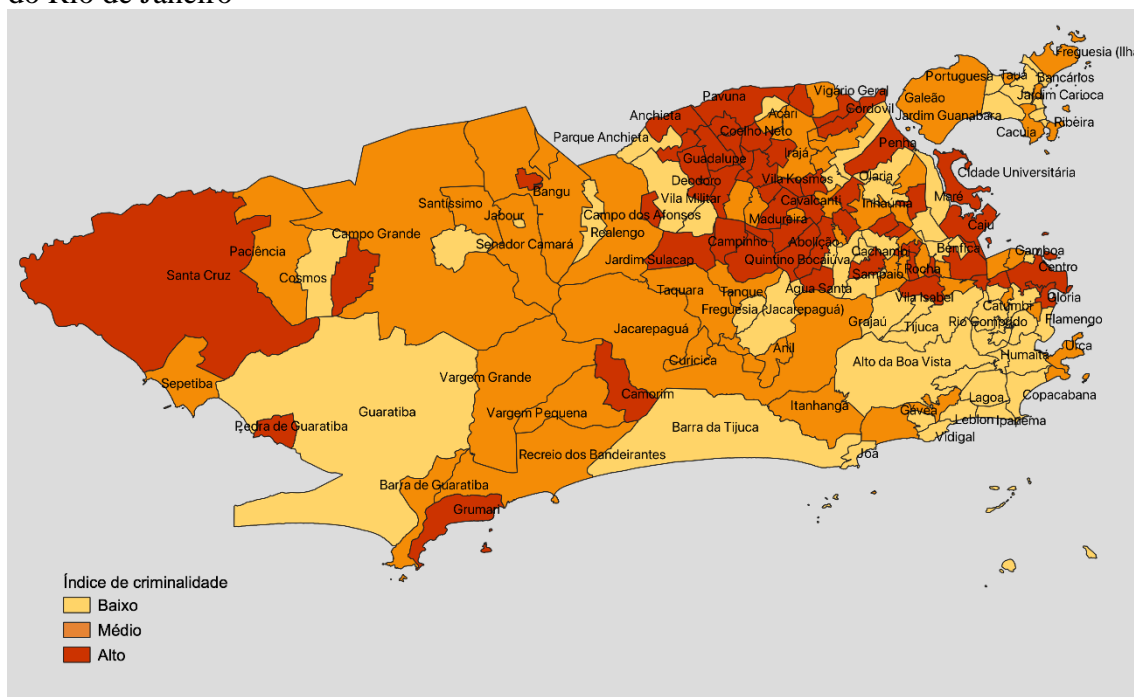 do Rio de Janeiro
Freguesia (Ilha
Portuguesa
Tauá
Bancários
Pavuna
Vigário Geral
Galeão
Jardim Carioca
Anchieta
Acari
Cordovil
Jardim Guanabara
Ribeira
Parque Anchieta
Coelho Neto
Cacuia
Irajá
Penha
Guadalupe
Cidade Universitária
Deodoro
Vila Kosmos
Olaria
Bangu
Vila Militar
Cavalcanti
Inhaúma
Maré
Santíssimo
Jabour
Campo dos Afonsos
Madureira
Caju
Campo Grande
Realengo
Paciência
Senador Camará
Campinho
Abolição
Cachambi
Benfica
Gamboa
Jardim Sulacap
Quintino Bocaiúva
Rocha
Centro
Santa Cruz
Cosmos
Sampaio
Água Santa
Taquara
Tanque
Vila Isabel
Glória
Freguesia (Jacarepaguá)
Catumbi
Jacarepaguá
Grajaú
Tijuca
Rio Comprido
Flamengo
Anil
Urca
Curicica
Alto da Boa Vista
Humaitá
Vargem Grande
Sepetiba
Camorim
Lagoa
Copacabana
Guaratiba
Itanhangá
Gávea
Vargem Pequena
Leblon
Ipanema
Pedra de Guaratiba
Barra da Tijuca
Vidigal
Recreio dos Bandeirantes
Joá
Barra de Guaratiba
Grumari
Índice de criminalidade
Baixo
Médio
Alto